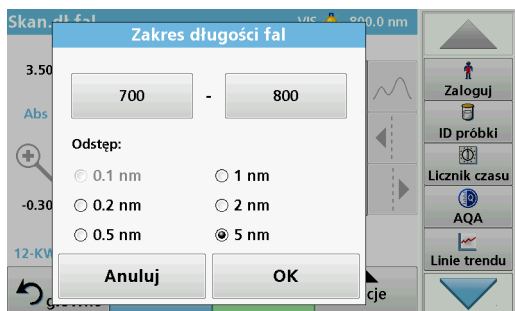 Skan.dł.fal VIS 800,0 nm
Zakres długości fal
3.50
700 - 800
Abs
Odstęp:
0.1 nm 1 nm
-0.30 0.2 nm 2 nm
0.5 nm 5 nm
12-KW
Anuluj OK
cje
Zaloguj
ID próbki
Licznik czasu
AQA
Linie trendu